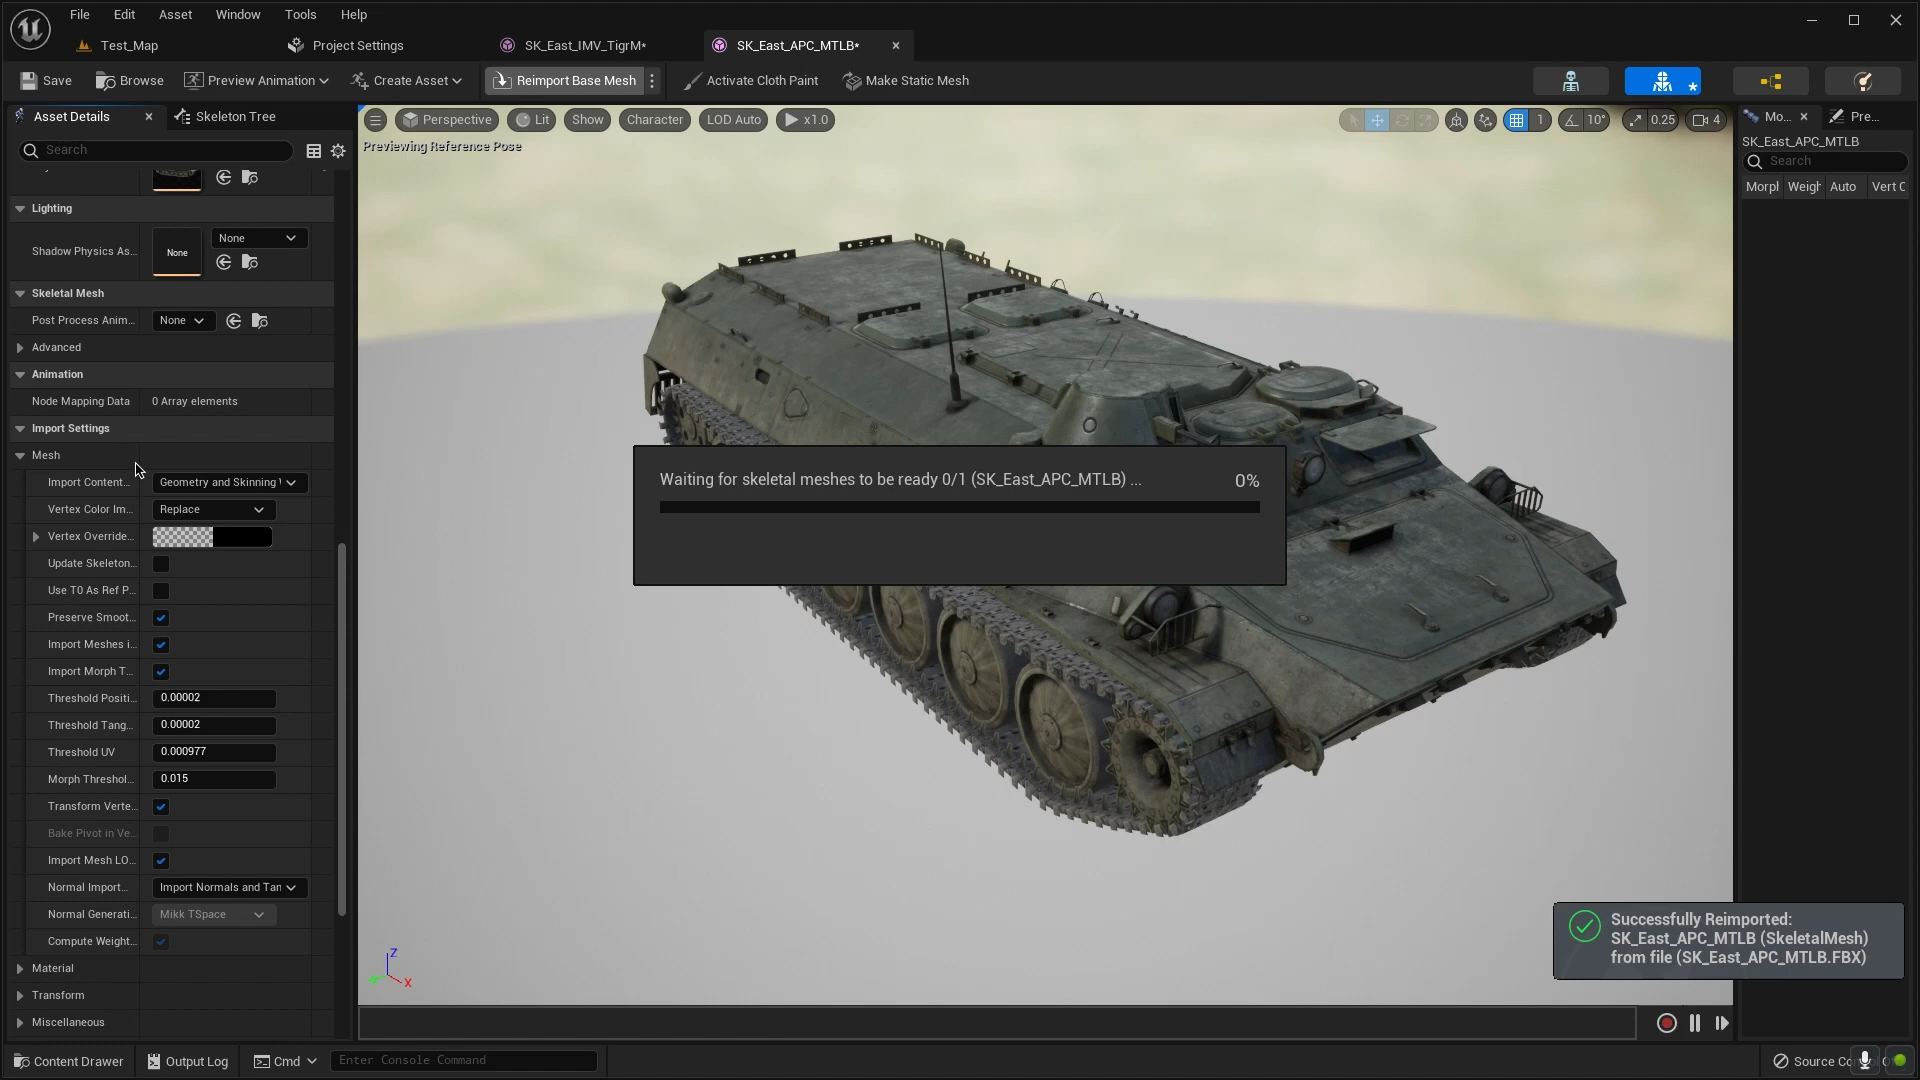 File
Edit
Asset
Window
Tools
Help
Test_Map
Project Settings
SK_East_IMV_TigrM*
SK_East_APC_MTLB*
Save
Browse
Preview Animation
Create Asset
Reimport Base Mesh
Activate Cloth Paint
Make Static Mesh
Asset Details
Skeleton Tree
Search
Lighting
Shadow Physics As...
None
None
Skeletal Mesh
Post Process Anim...
None
Advanced
Animation
Node Mapping Data
0 Array elements
Import Settings
Mesh
Import Content...
Geometry and Skinning
Vertex Color Im...
Replace
Vertex Override...
Update Skeleton...
Use T0 As Ref P...
Preserve Smoot...
Import Meshes i...
Import Morph T...
Threshold Positi...
0.00002
Threshold Tang...
0.00002
Threshold UV
0.000977
Morph Threshol...
0.015
Transform Verte...
Bake Pivot in Ve...
Import Mesh LO...
Normal Import...
Import Normals and Tan
Normal Generati...
Mikk TSpace
Compute Weight...
Material
Transform
Miscellaneous
Perspective
Lit
Show
Character
LOD Auto
x1.0
1
10°
0.25
4
Previewing Reference Pose
Waiting for skeletal meshes to be ready 0/1 (SK_East_APC_MTLB) ...
0%
Z
X
Successfully Reimported:
SK_East_APC_MTLB (SkeletalMesh)
from file (SK_East_APC_MTLB.FBX)
Mo...
Pre...
SK_East_APC_MTLB
Search
Morpl
Weigh
Auto
Vert C
Content Drawer
Output Log
Cmd
Enter Console Command
Source Co